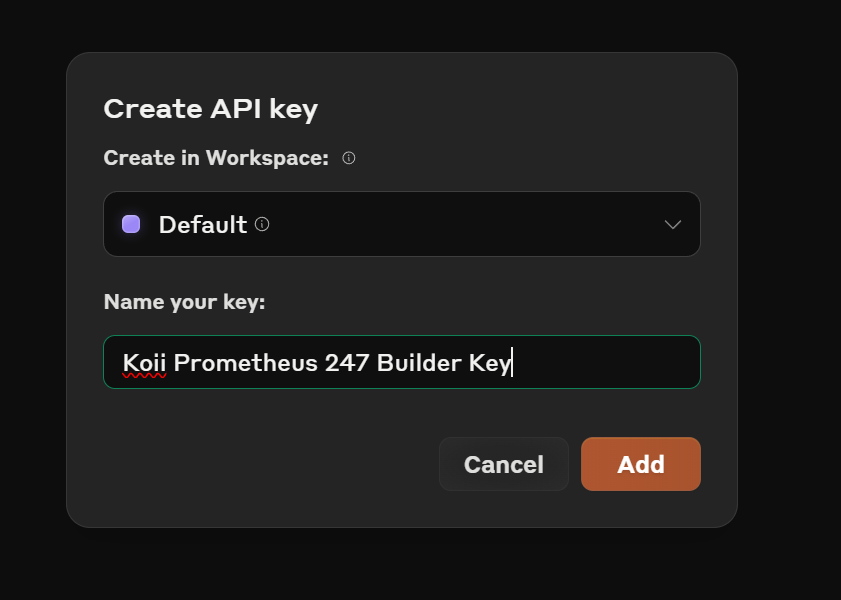 Create API key
Create in Workspace:
Default
Name your key:
Koii Prometheus 247 Builder Key
Cancel
Add